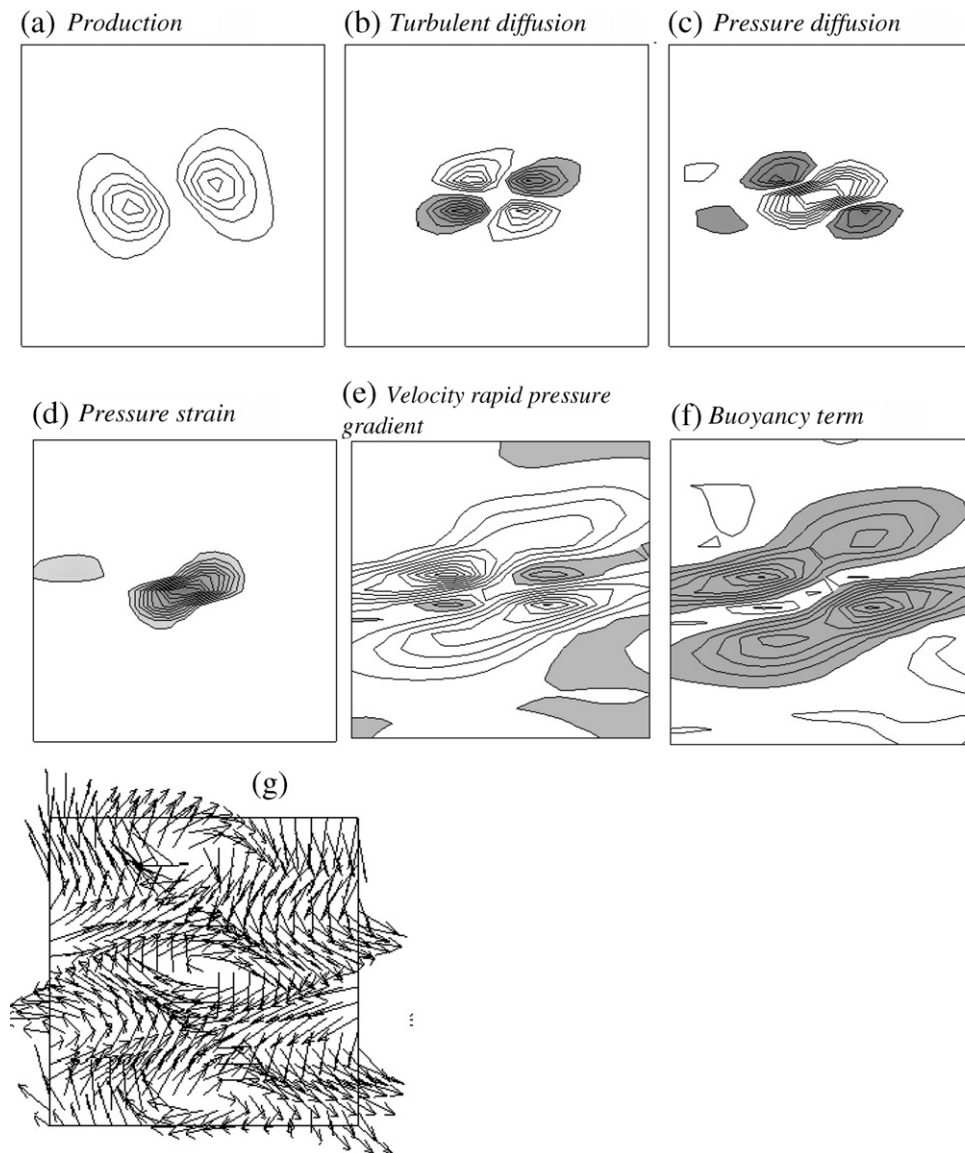 (a) Production
(b) Turbulent diffusion
(c) Pressure diffusion
(d) Pressure strain
(e) Velocity rapid pressure
gradient
(f) Buoyancy term
(g)